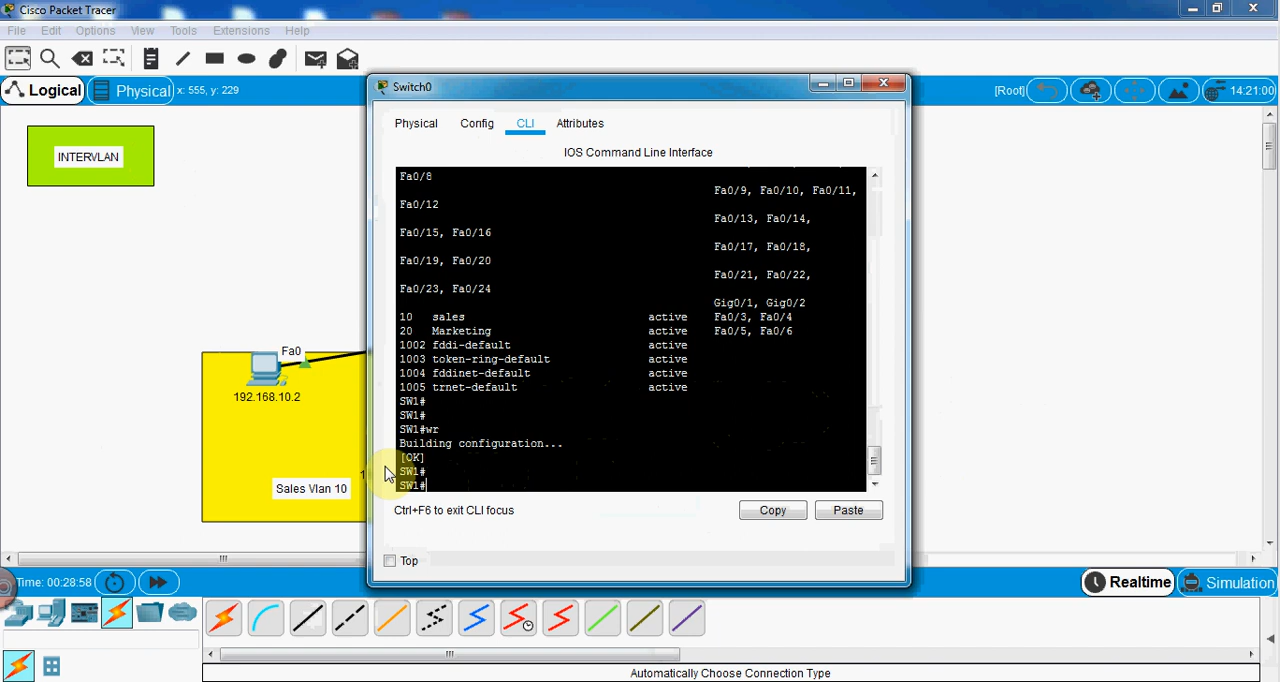 Cisco Packet Tracer
File Edit Options View Tools Extensions Help
Logical Physical x: 555, y: 229 [Root] 14:21:00
INTERVLAN
Switch0
Physical Config CLI Attributes
IOS Command Line Interface
Fa0/8
Fa0/9, Fa0/10, Fa0/11,
Fa0/12
Fa0/13, Fa0/14,
Fa0/15, Fa0/16
Fa0/17, Fa0/18,
Fa0/19, Fa0/20
Fa0/21, Fa0/22,
Fa0/23, Fa0/24
Gig0/1, Gig0/2
10 sales active Fa0/3, Fa0/4
20 Marketing active Fa0/5, Fa0/6
1002 fddi-default active
1003 token-ring-default active
1004 fddinet-default active
1005 trnet-default active
SW1#
SW1#
SW1#wr
Building configuration...
[OK]
SW1#
SW1#
Ctrl+F6 to exit CLI focus
Copy Paste
Top
Fa0
192.168.10.2
1
Sales Vlan 10
Time: 00:28:58 Realtime Simulation
Automatically Choose Connection Type